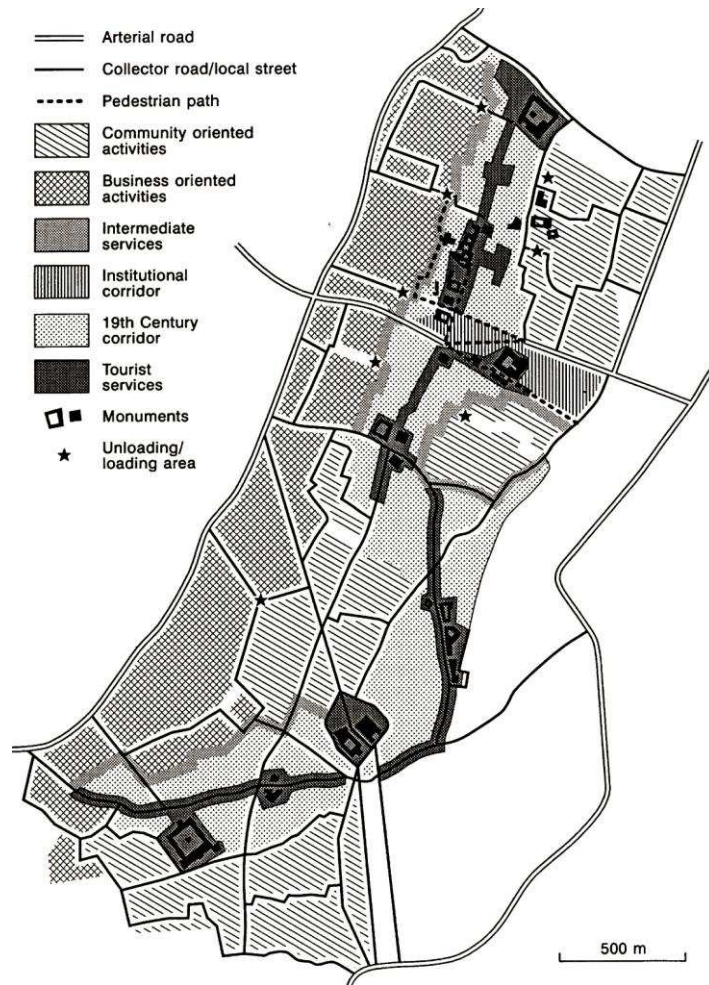 Arterial road
Collector road/local street
Pedestrian path
Community oriented
activities
Business oriented
activities
Intermediate
services
Institutional
corridor
19th Century
corridor
Tourist
services
Monuments
Unloading/
loading area
500 m